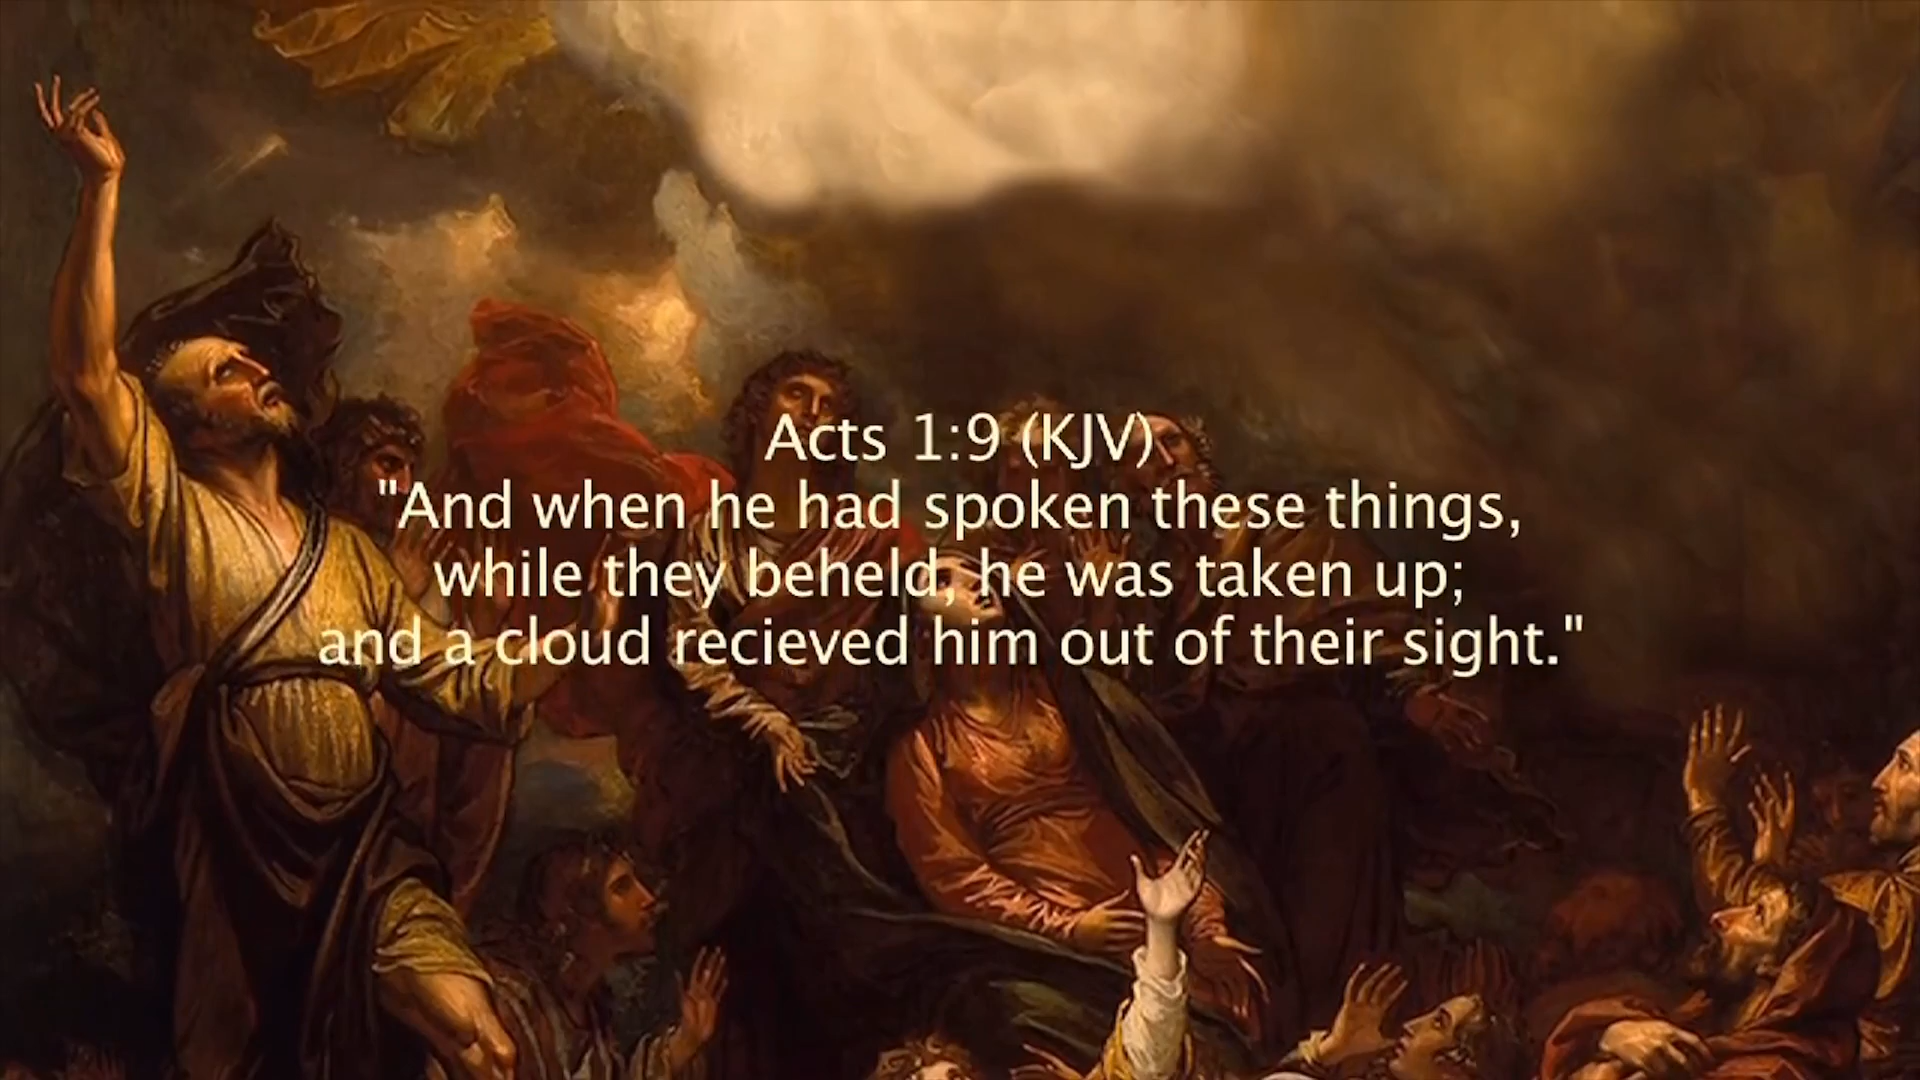 Acts 1:9 (KJV)
"And when he had spoken these things,
while they beheld, he was taken up;
and a cloud recieved him out of their sight."